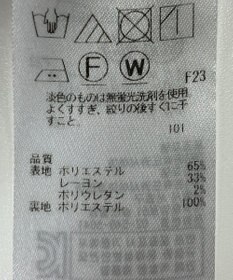 F W F23
淡色のものは無蛍光洗剤を使用
よくすすぎ、絞りの後すぐに干
すこと。
101
品質
表地 ポリエステル 65%
レーヨン 33%
ポリウレタン 2%
裏地 ポリエステル 100%